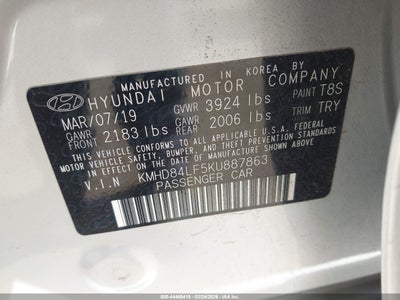 MANUFACTURED IN KOREA BY
HYUNDAI MOTOR COMPANY
MAR/07/19 GVWR 3924 lbs PAINT T8S
GAWR FRONT 2183 lbs GAWR REAR 2006 lbs TRIM TRY
THIS VEHICLE CONFORMS TO ALL APPLICABLE U.S.A. FEDERAL
MOTOR VEHICLE SAFETY, BUMPER, AND THEFT PREVENTION
STANDARDS IN EFFECT ON THE DATE OF MANUFACTURE SHOWN ABOVE.
V.I.N KMHD84LF5KU887863
PASSENGER CAR